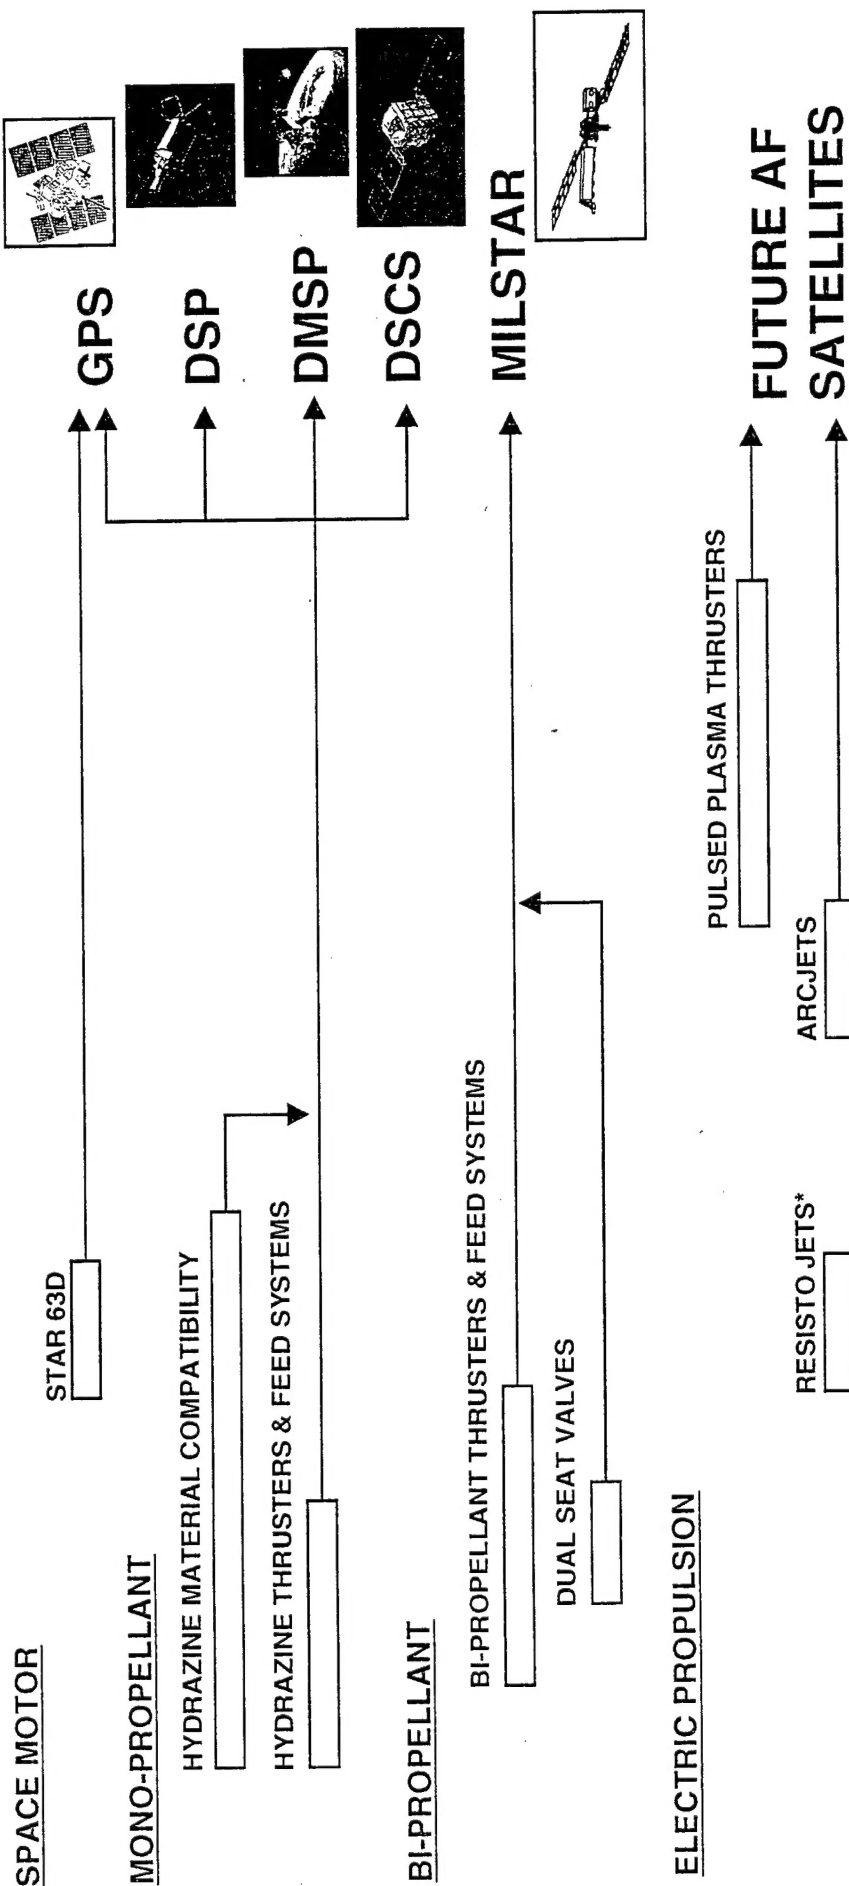 SPACE MOTOR
STAR 63D
GPS
MONO-PROPELLANT
HYDRAZINE MATERIAL COMPATIBILITY
DSP
HYDRAZINE THRUSTERS & FEED SYSTEMS
DMSP
DSCS
BI-PROPELLANT
BI-PROPELLANT THRUSTERS & FEED SYSTEMS
MILSTAR
DUAL SEAT VALVES
ELECTRIC PROPULSION
PULSED PLASMA THRUSTERS
FUTURE AF
SATELLITES
RESISTO JETS*
ARCJETS